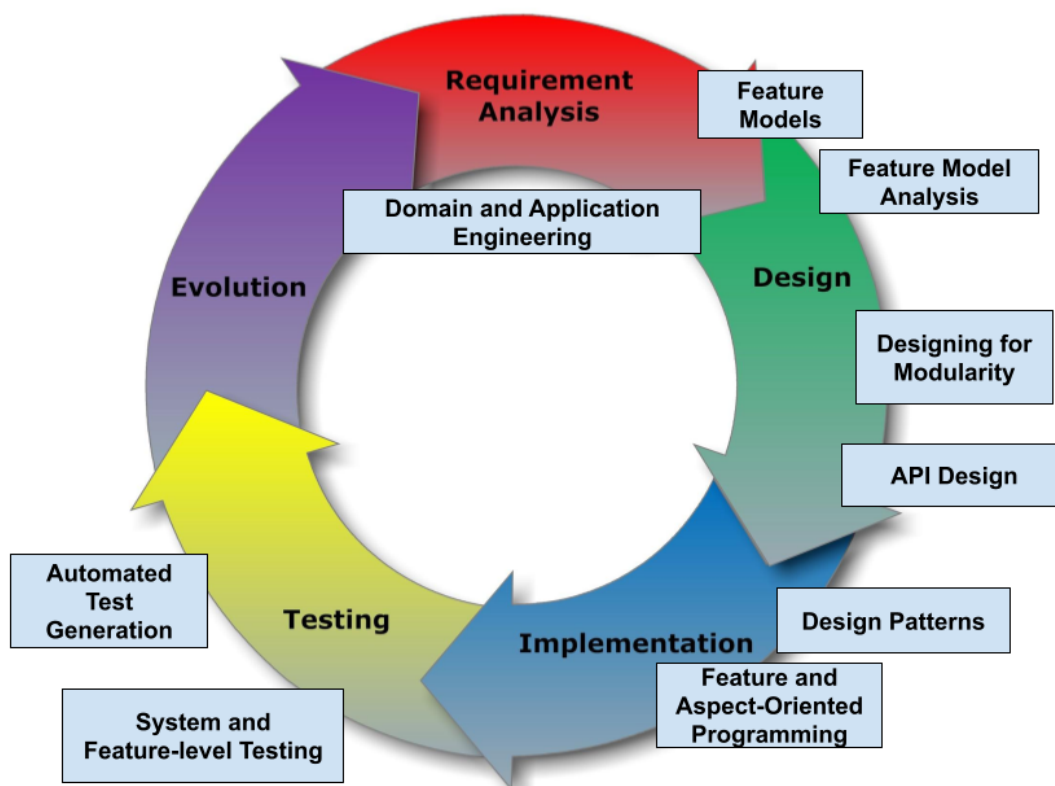 Requirement
Analysis
Feature
Models
Feature Model
Analysis
Domain and Application
Engineering
Design
Evolution
Designing for
Modularity
API Design
Automated
Test
Generation
Testing
Implementation
Design Patterns
Feature and
Aspect-Oriented
Programming
System and
Feature-level Testing